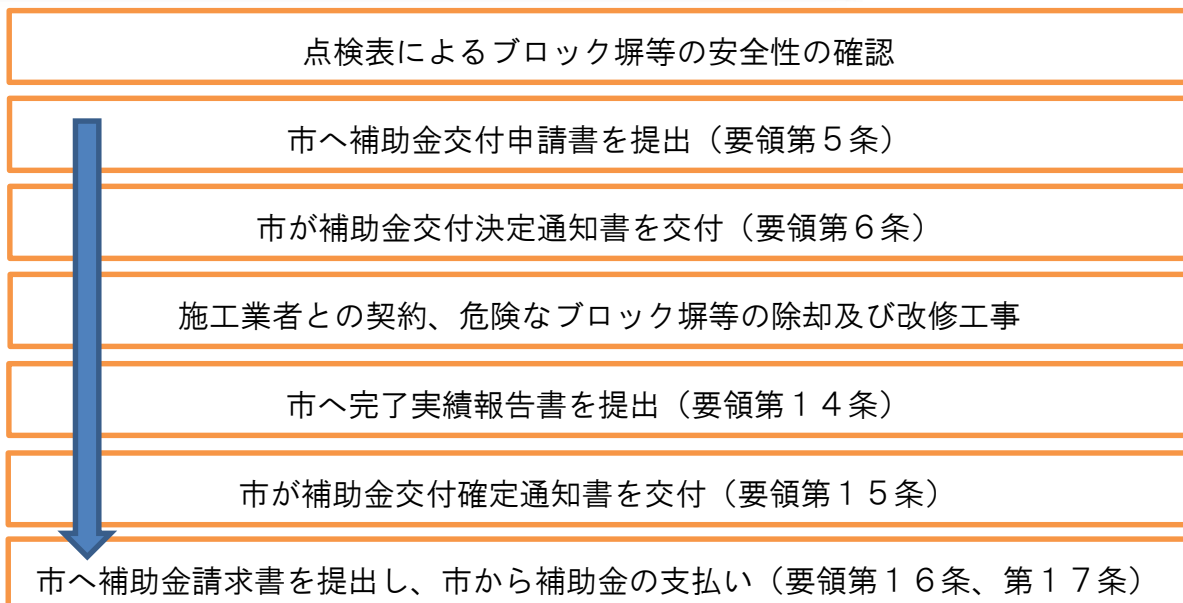 点検表によるブロック塀等の安全性の確認
市へ補助金交付申請書を提出（要領第５条）
市が補助金交付決定通知書を交付（要領第６条）
施工業者との契約、危険なブロック塀等の除却及び改修工事
市へ完了実績報告書を提出（要領第１４条）
市が補助金交付確定通知書を交付（要領第１５条）
市へ補助金請求書を提出し、市から補助金の支払い（要領第１６条、第１７条）